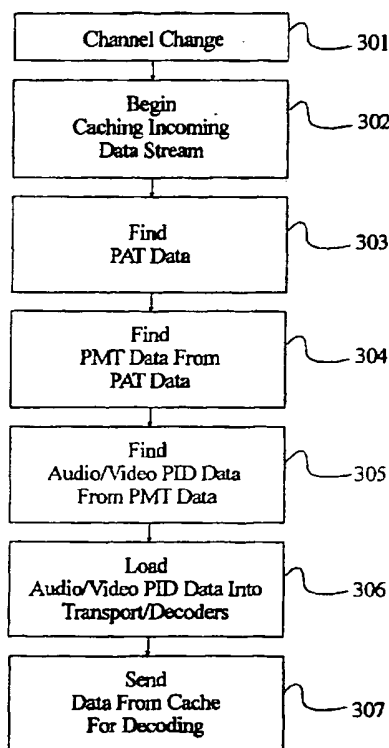 Channel Change
301
Begin
Caching Incoming
Data Stream
302
Find
PAT Data
303
Find
PMT Data From
PAT Data
304
Find
Audio/Video PID Data
From PMT Data
305
Load
Audio/Video PID Data Into
Transport/Decoders
306
Send
Data From Cache
For Decoding
307